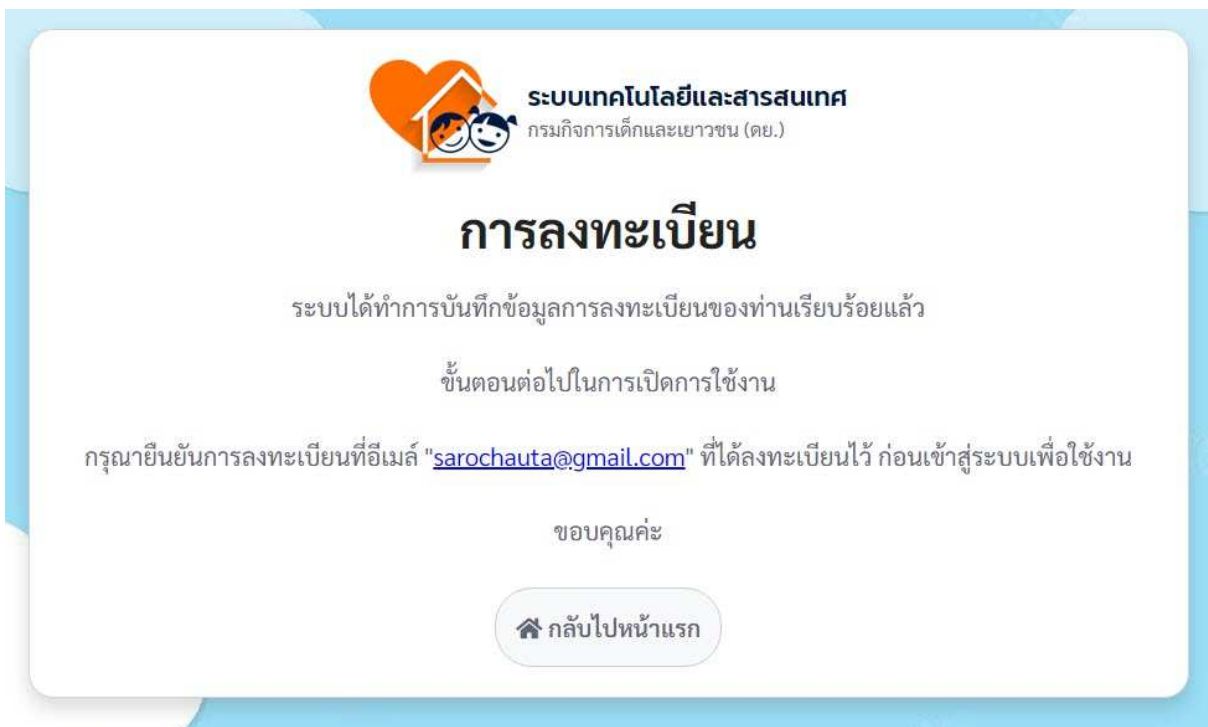 ระบบเทคโนโลยีและสารสนเทศ
กรมกิจการเด็กและเยาวชน (ดย.)
การลงทะเบียน
ระบบได้ทำการบันทึกข้อมูลการลงทะเบียนของท่านเรียบร้อยแล้ว
ขั้นตอนต่อไปในการเปิดการใช้งาน
กรุณายืนยันการลงทะเบียนที่อีเมล์ "sarochauta@gmail.com" ที่ได้ลงทะเบียนไว้ ก่อนเข้าสู่ระบบเพื่อใช้งาน
ขอบคุณค่ะ
กลับไปหน้าแรก